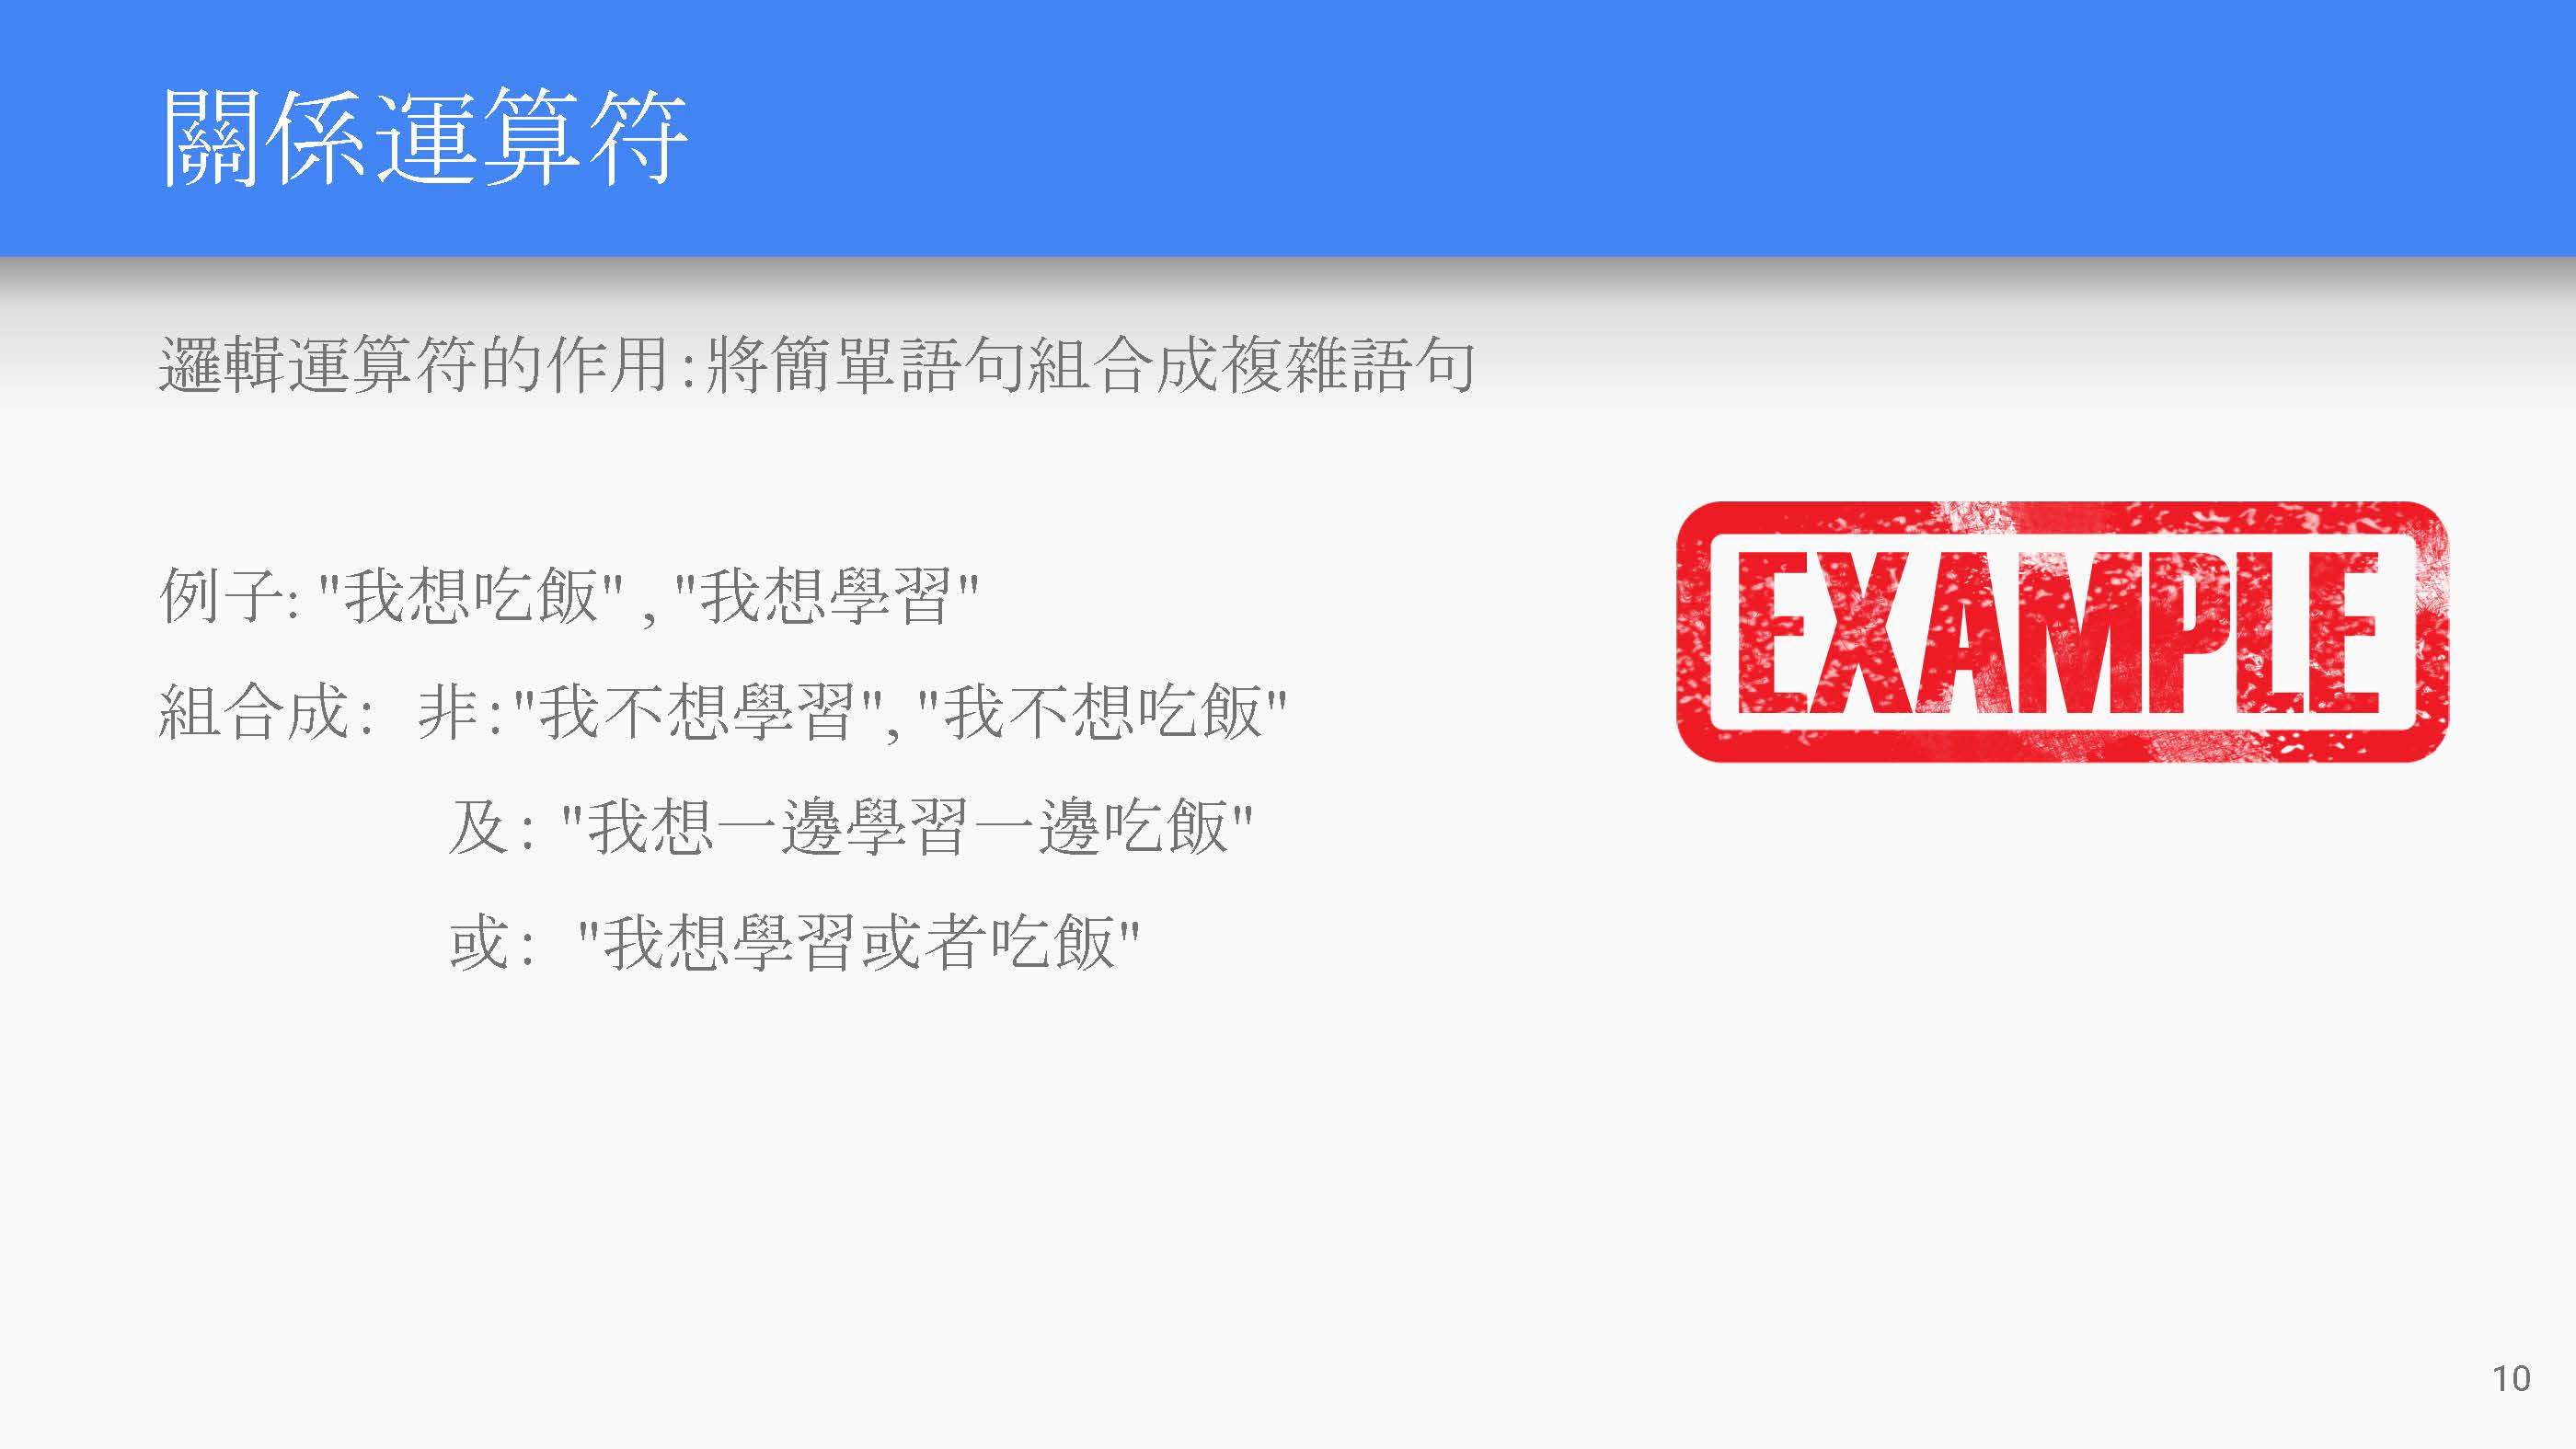 關係運算符
邏輯運算符的作用:將簡單語句組合成複雜語句
例子: "我想吃飯" , "我想學習"
組合成: 非:"我不想學習", "我不想吃飯"
及: "我想一邊學習一邊吃飯"
或: "我想學習或者吃飯"
EXAMPLE
10